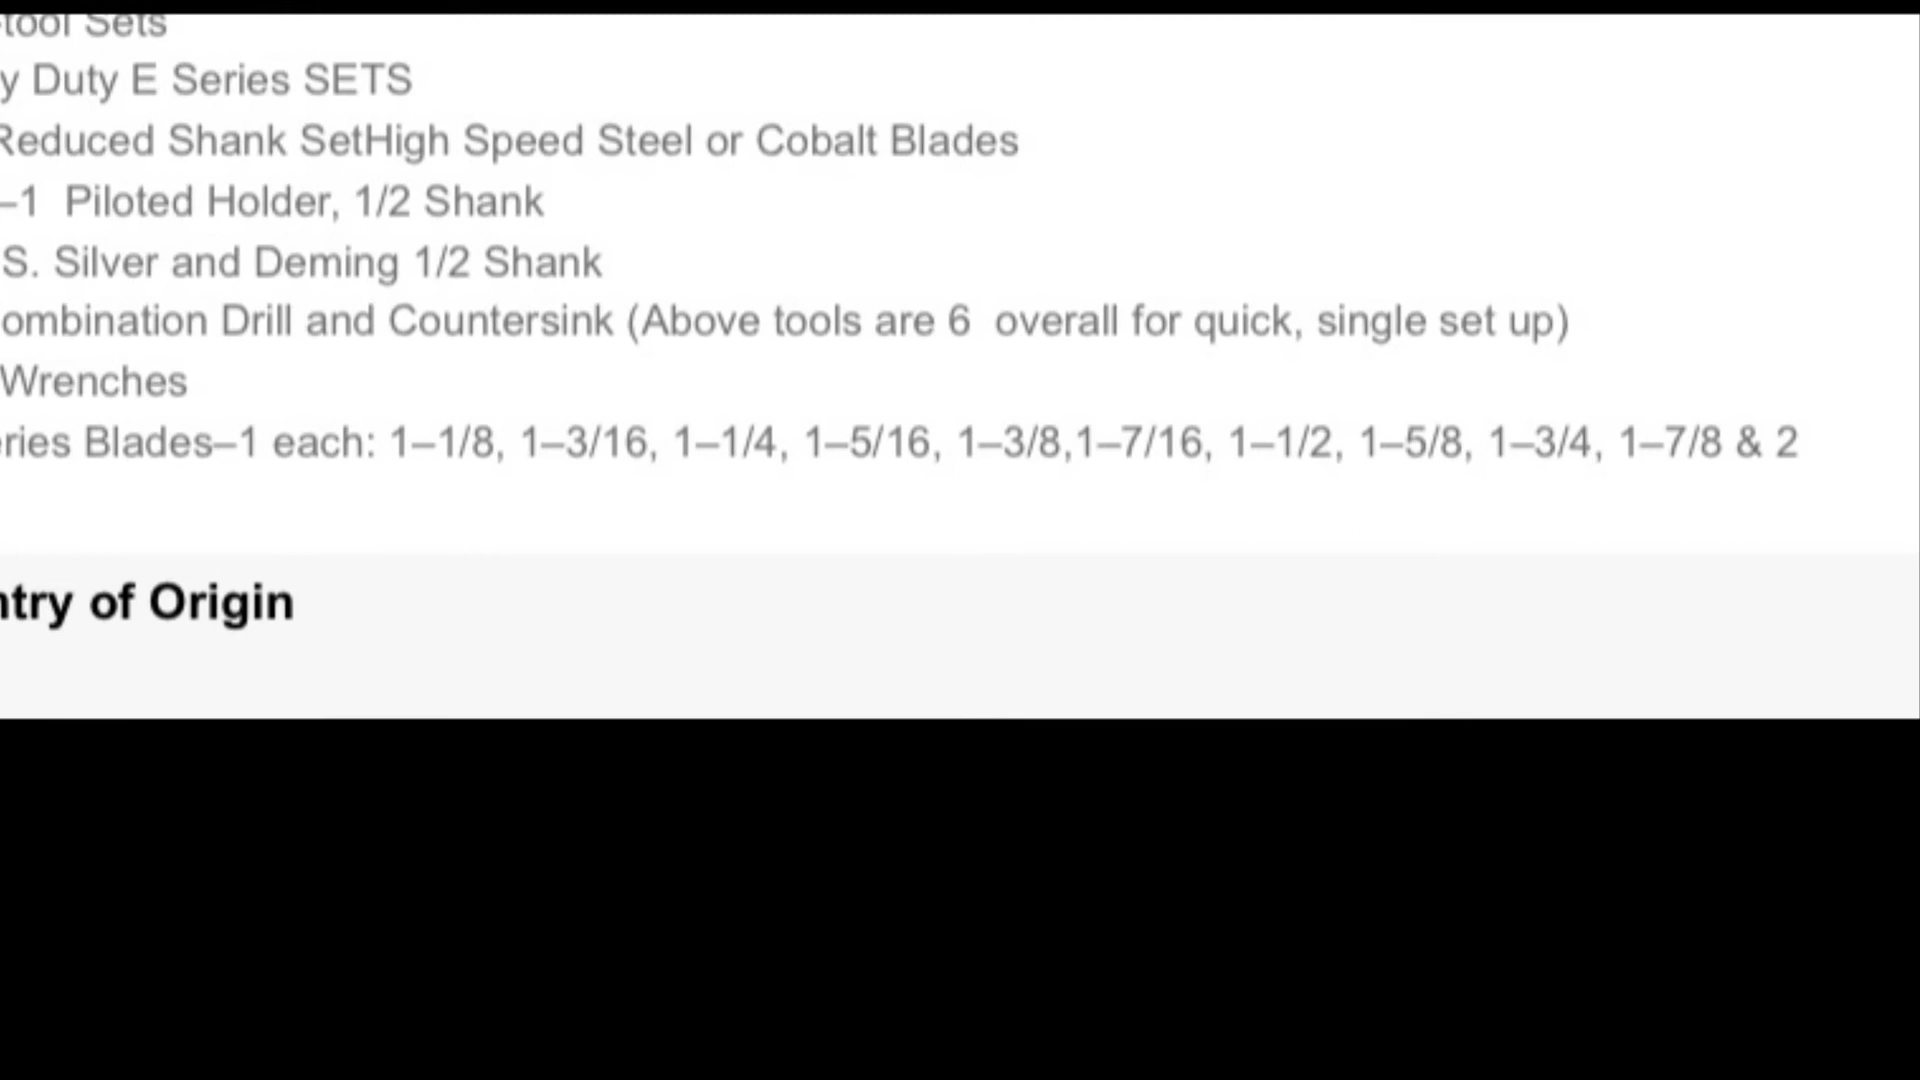 tool Sets
y Duty E Series SETS
Reduced Shank SetHigh Speed Steel or Cobalt Blades
–1  Piloted Holder, 1/2 Shank
S. Silver and Deming 1/2 Shank
ombination Drill and Countersink (Above tools are 6  overall for quick, single set up)
Wrenches
ries Blades–1 each: 1–1/8, 1–3/16, 1–1/4, 1–5/16, 1–3/8,1–7/16, 1–1/2, 1–5/8, 1–3/4, 1–7/8 & 2
ntry of Origin